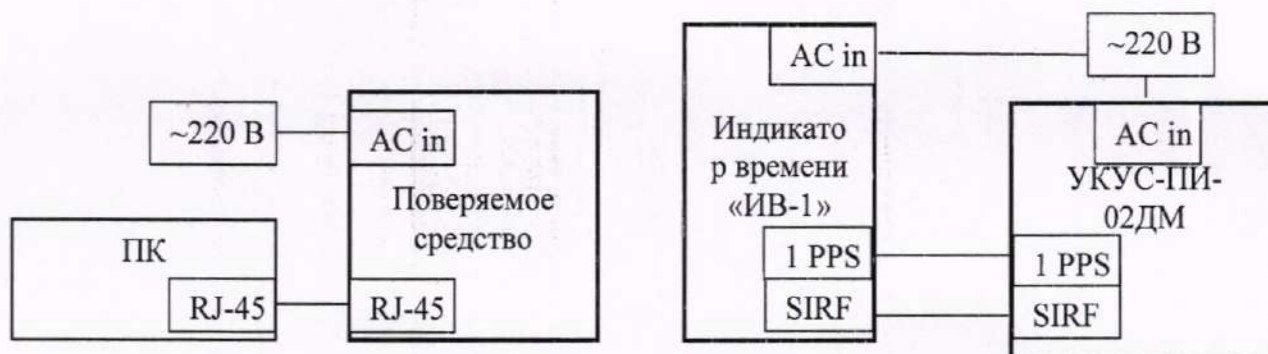 ~220 В
AC in
Поверяемое
средство
ПК
RJ-45
RJ-45
AC in
~220 В
Индикато
р времени
«ИВ-1»
AC in
УКУС-ПИ-
02ДМ
1 PPS
1 PPS
SIRF
SIRF